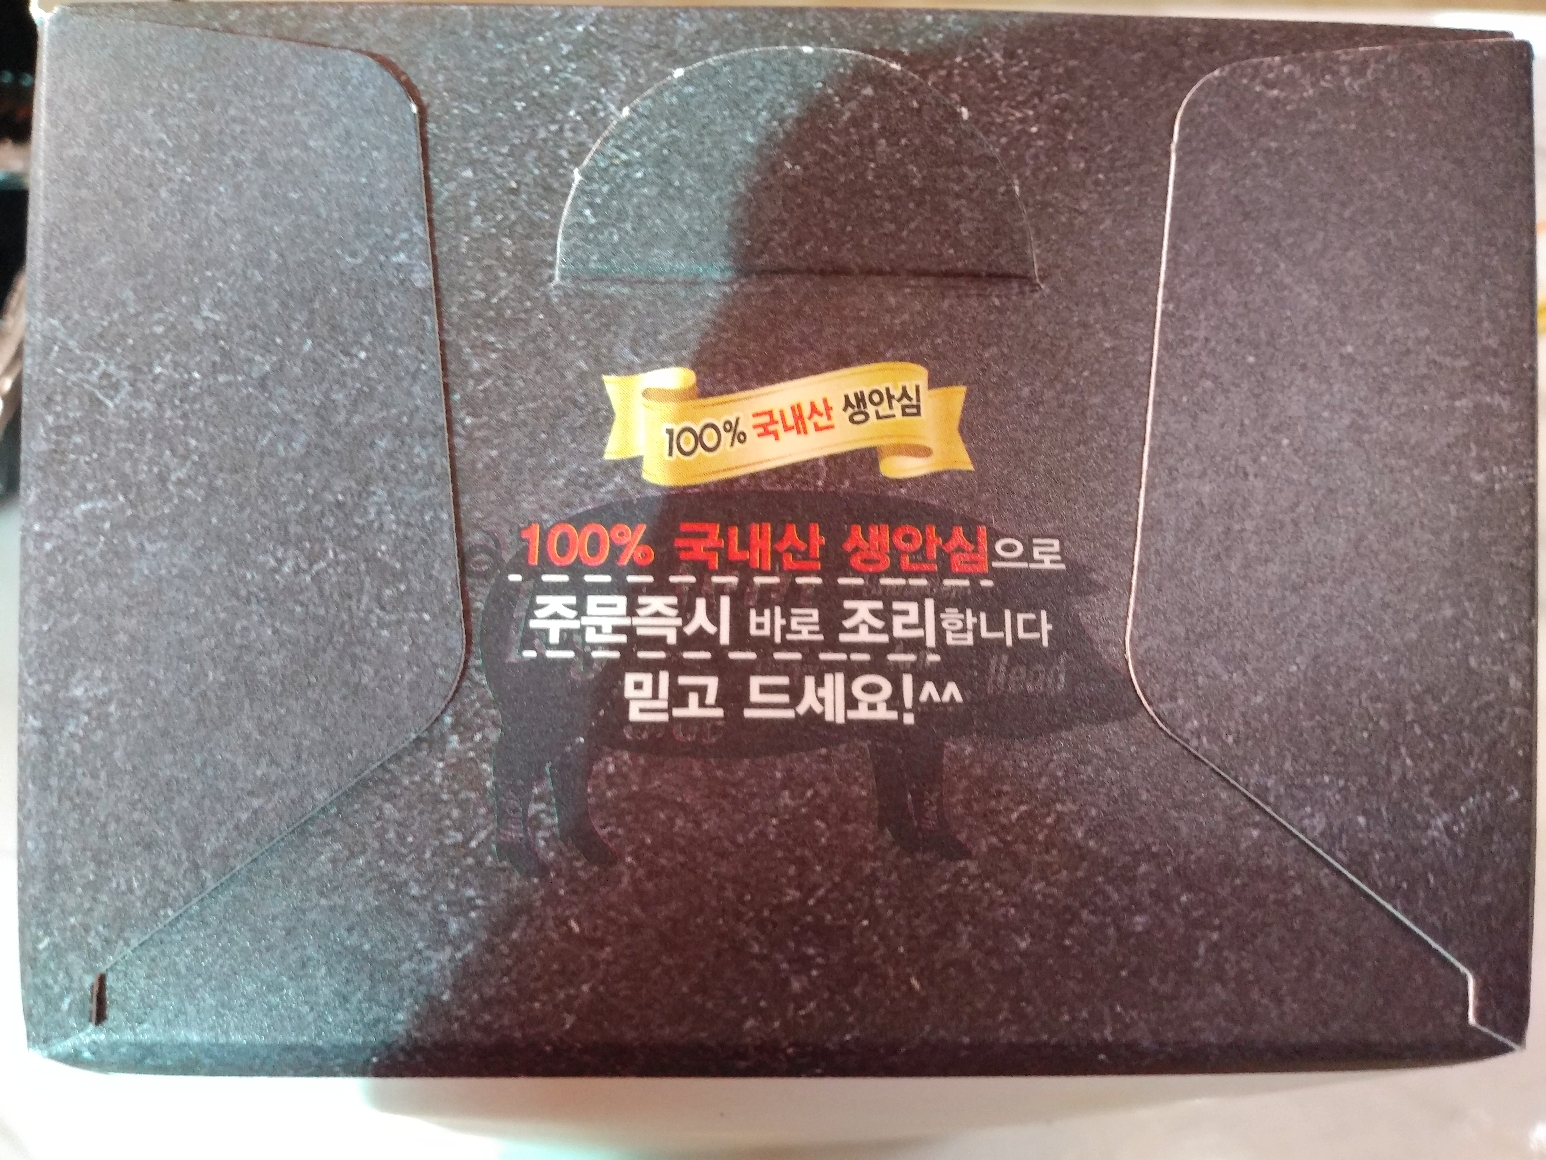 100% 국내산 생안심
100% 국내산 생안심으로
주문즉시 바로 조리합니다
믿고 드세요!^^
Head